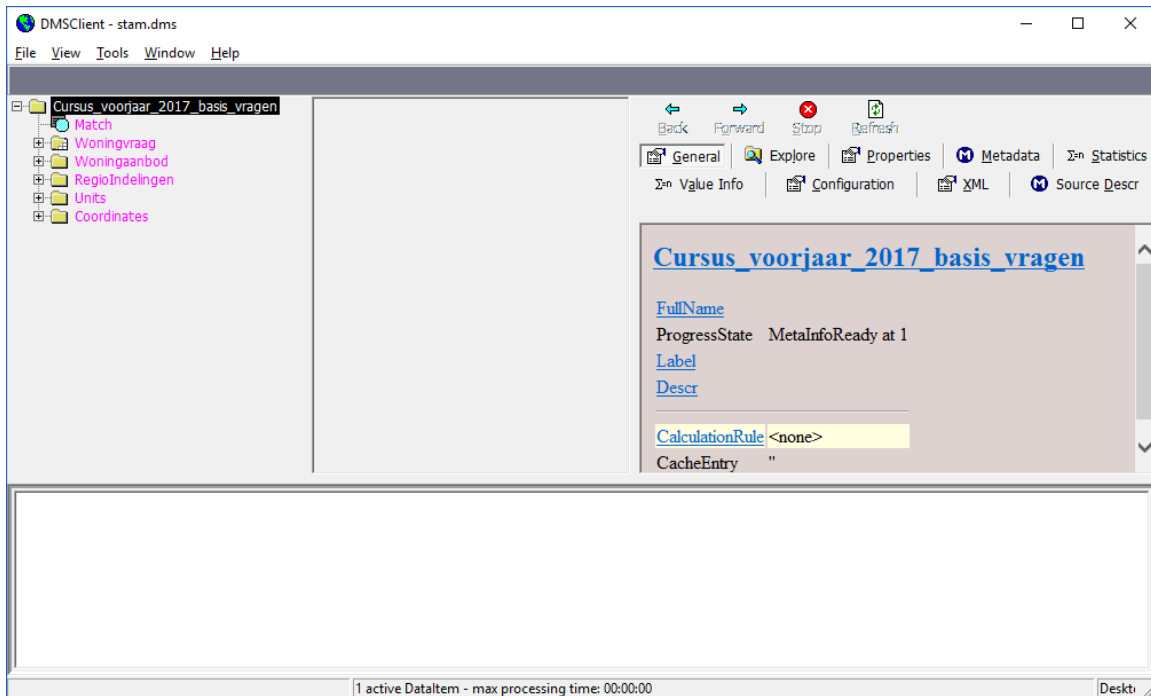 DMSClient - stam.dms
File View Tools Window Help
Cursus_voorjaar_2017_basis_vragen
Match
Woningvraag
Woningaanbod
RegioIndelingen
Units
Coordinates
Back Forward Stop Refresh
General Explore Properties Metadata Σ=n Statistics
Σ=n Value Info Configuration XML Source Descr
Cursus_voorjaar_2017_basis_vragen
FullName
ProgressState MetaInfoReady at 1
Label
Descr
CalculationRule <none>
CacheEntry "
1 active DataItem - max processing time: 00:00:00